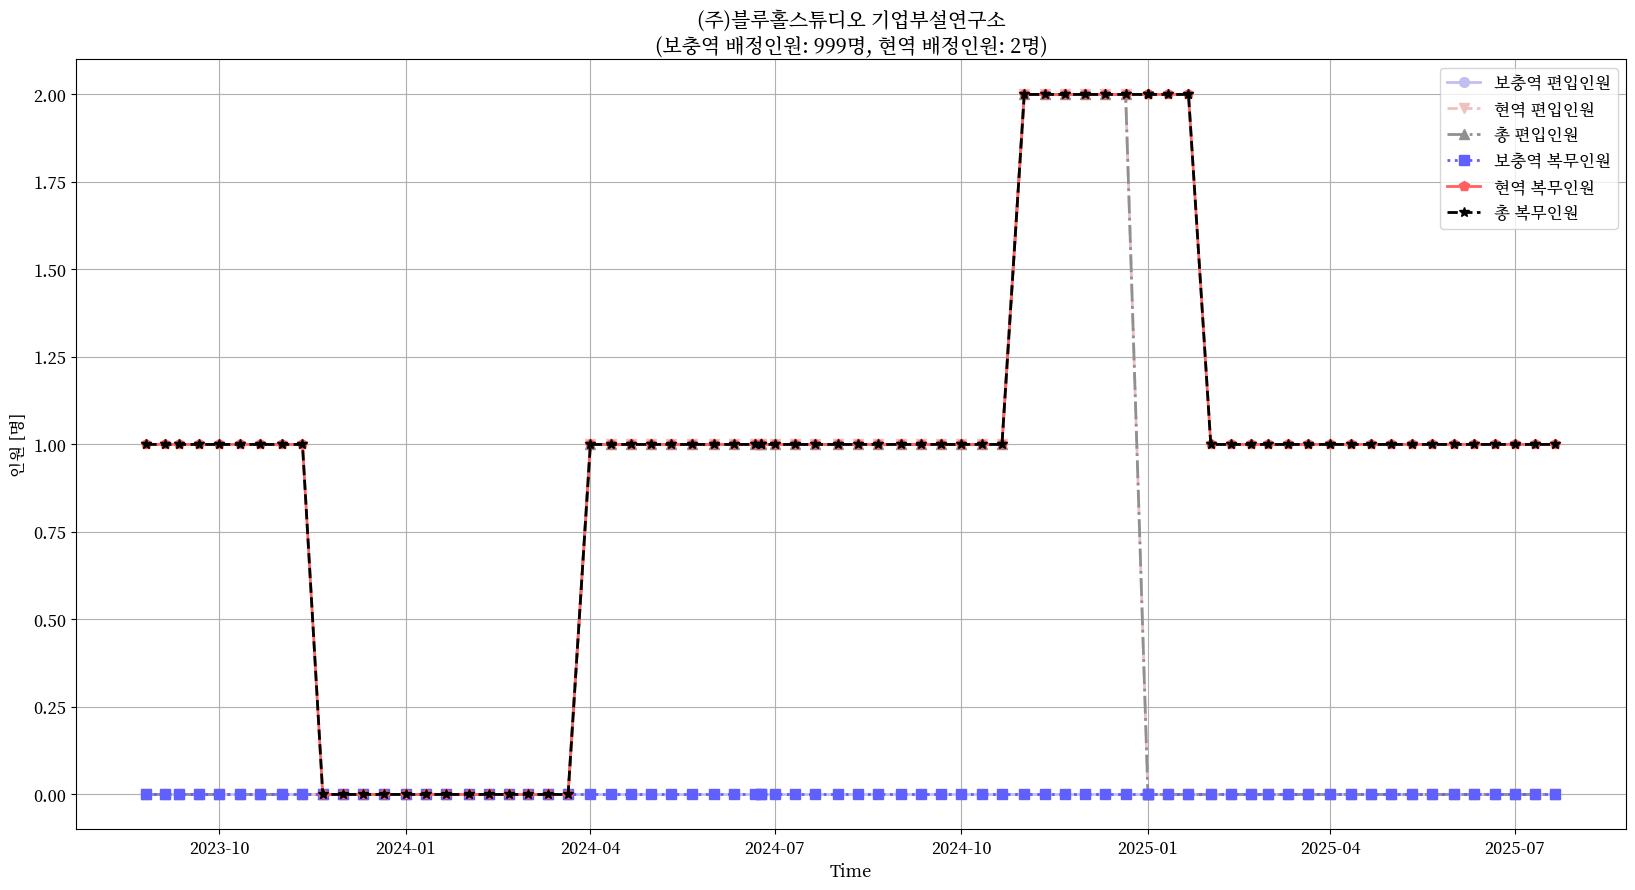 (주)블루홀스튜디오 기업부설연구소
(보충역 배정인원: 999명, 현역 배정인원: 2명)
보충역 편입인원
현역 편입인원
총 편입인원
보충역 복무인원
현역 복무인원
총 복무인원
인원 [명]
2.00
1.75
1.50
1.25
1.00
0.75
0.50
0.25
0.00
2023-10
2024-01
2024-04
2024-07
2024-10
2025-01
2025-04
2025-07
Time